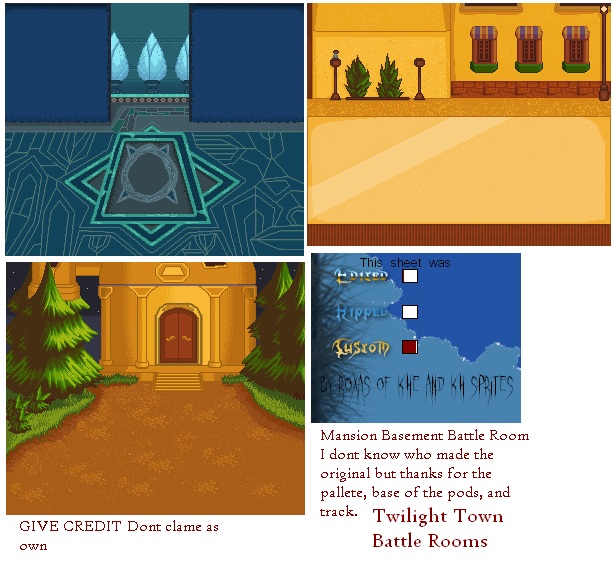 This sheet was
Edited
Ripped
Custom
BY ROXAS OF KHE AND KH SPRITES
Mansion Basement Battle Room
I dont know who made the
original but thanks for the
pallete, base of the pods, and
track.
Twilight Town
Battle Rooms
GIVE CREDIT Dont clame as
own